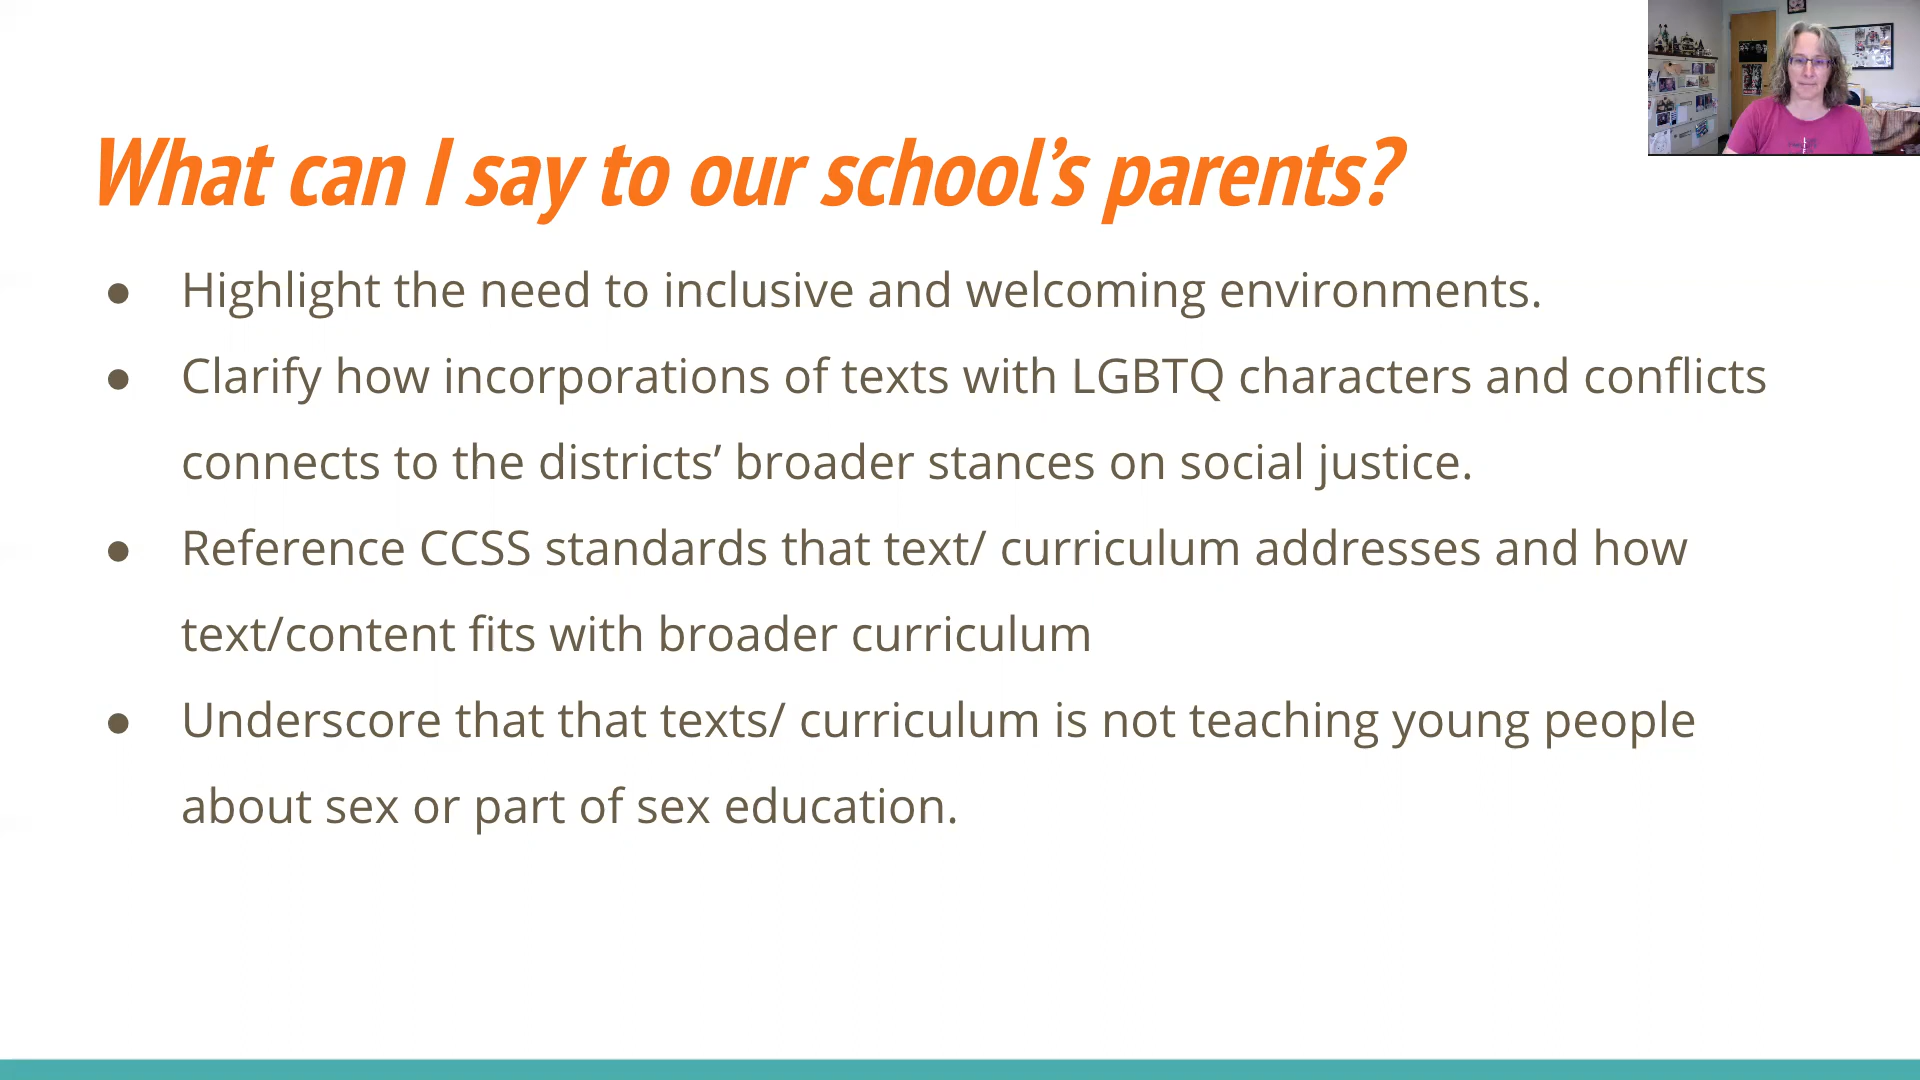 What can I say to our school’s parents?
● Highlight the need to inclusive and welcoming environments.
● Clarify how incorporations of texts with LGBTQ characters and conflicts
connects to the districts’ broader stances on social justice.
● Reference CCSS standards that text/ curriculum addresses and how
text/content fits with broader curriculum
● Underscore that that texts/ curriculum is not teaching young people
about sex or part of sex education.